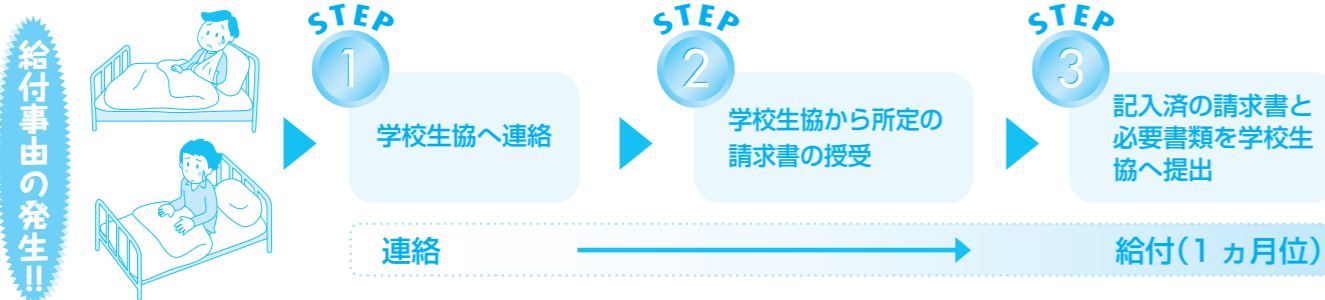 給付事由の発生!!
STEP
1
学校生協へ連絡
STEP
2
学校生協から所定の
請求書の授受
STEP
3
記入済の請求書と
必要書類を学校生
協へ提出
連絡
給付(1 ヵ月位)